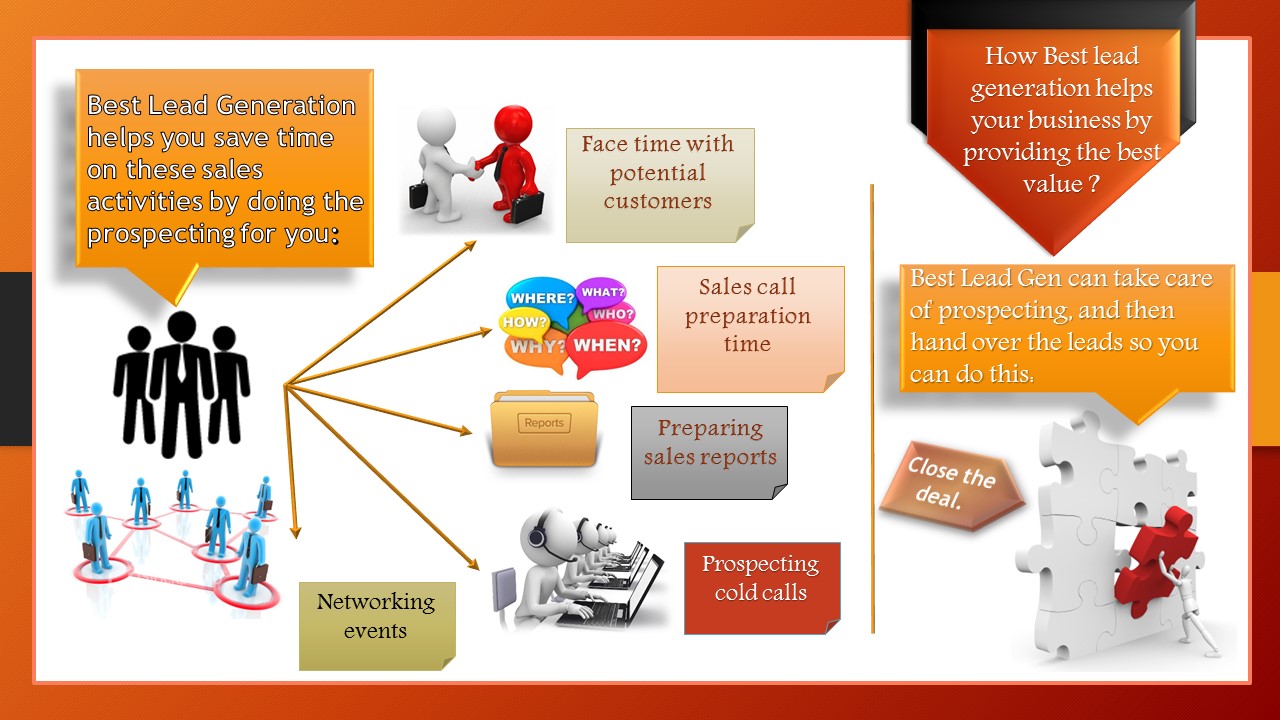 Best Lead Generation
helps you save time
on these sales
activities by doing the
prospecting for you:
Face time with
potential
customers
WHERE?
WHAT?
HOW?
WHO?
WHY?
WHEN?
Sales call
preparation
time
Reports
Preparing
sales reports
Prospecting
cold calls
Networking
events
How Best lead
generation helps
your business by
providing the best
value ?
Best Lead Gen can take care
of prospecting, and then
hand over the leads so you
can do this:
Close the
deal.